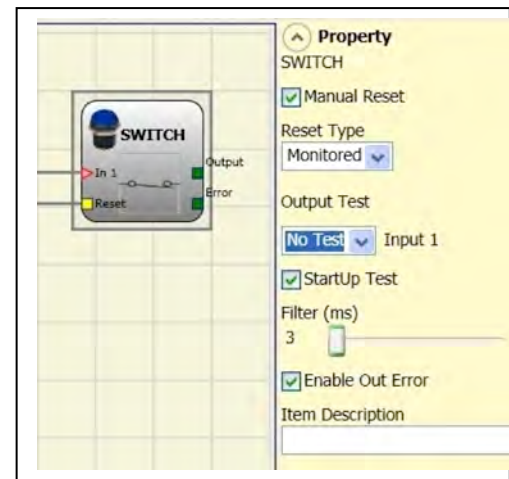 SWITCH
In 1
Reset
Output
Error
Property
SWITCH
Manual Reset
Reset Type
Monitored
Output Test
No Test Input 1
StartUp Test
Filter (ms)
3
Enable Out Error
Item Description